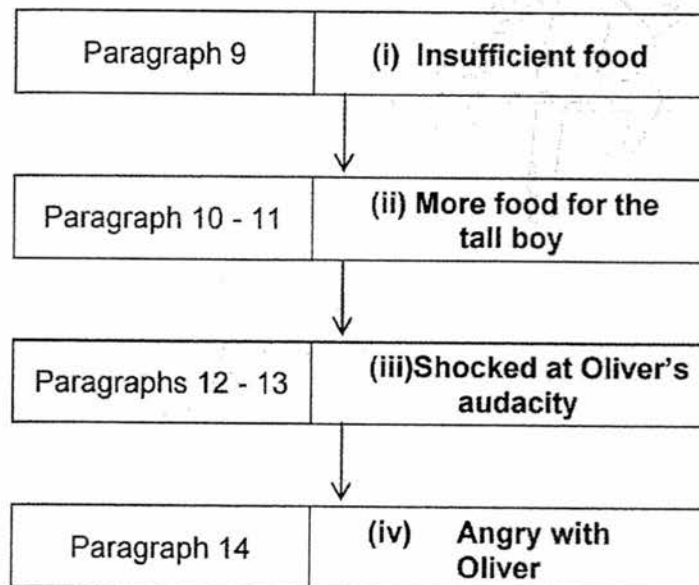 Paragraph 9
(i) Insufficient food
Paragraph 10 - 11
(ii) More food for the
tall boy
Paragraphs 12 - 13
(iii)Shocked at Oliver's
audacity
Paragraph 14
(iv) Angry with
Oliver